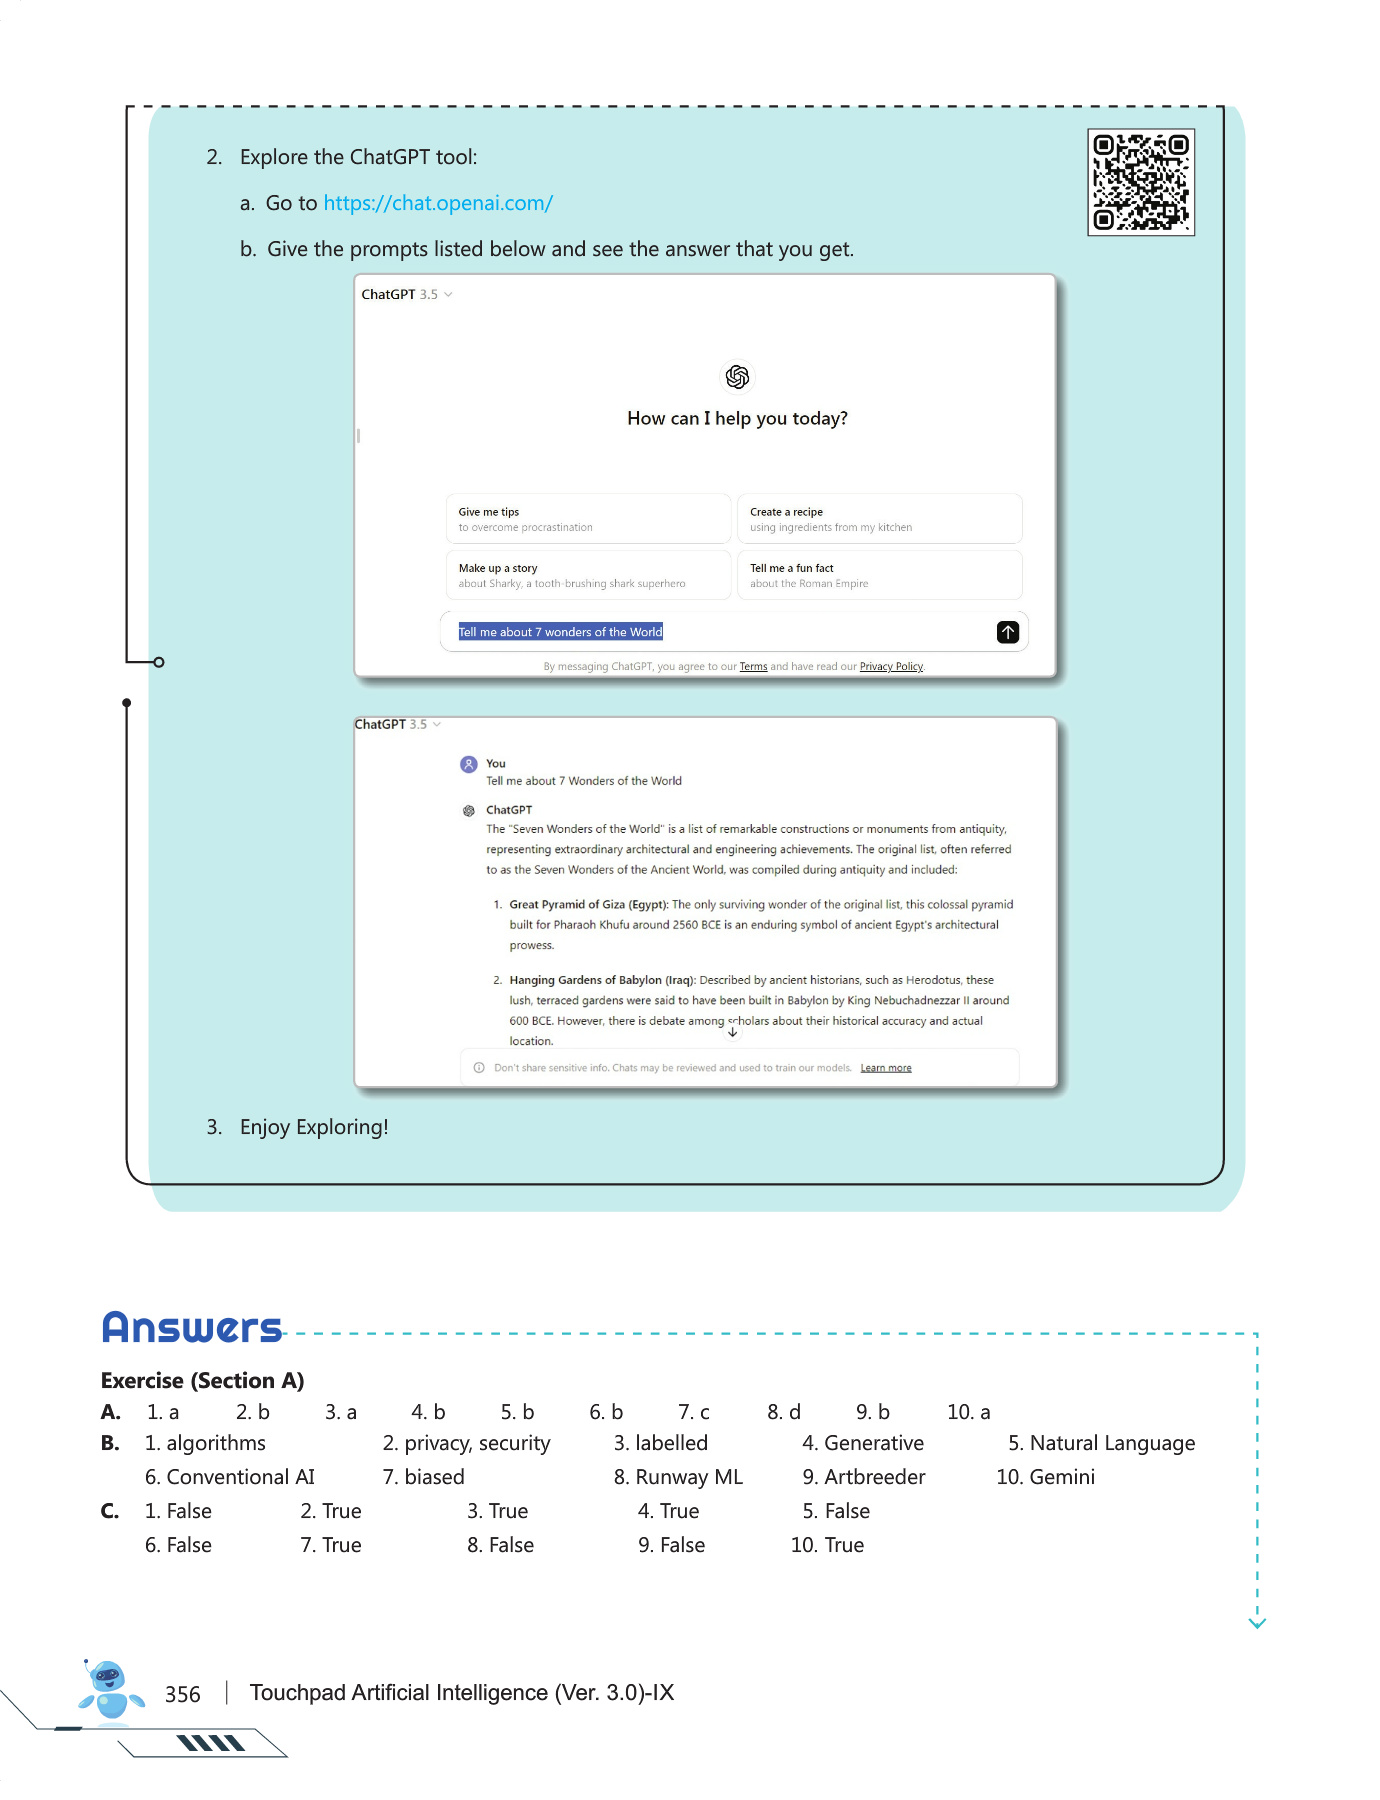 2. Explore the ChatGPT tool:
a. Go to https://chat.openai.com/
b. Give the prompts listed below and see the answer that you get.
ChatGPT 3.5
How can I help you today?
Give me tips
to overcome procrastination
Create a recipe
using ingredients from my kitchen
Make up a story
about Sharky, a tooth-brushing shark superhero
Tell me a fun fact
about the Roman Empire
Tell me about 7 wonders of the World
By messaging ChatGPT, you agree to our Terms and have read our Privacy Policy.
ChatGPT 3.5
You
Tell me about 7 Wonders of the World
ChatGPT
The "Seven Wonders of the World" is a list of remarkable constructions or monuments from antiquity,
representing extraordinary architectural and engineering achievements. The original list, often referred
to as the Seven Wonders of the Ancient World, was compiled during antiquity and included:
1. Great Pyramid of Giza (Egypt): The only surviving wonder of the original list, this colossal pyramid
built for Pharaoh Khufu around 2560 BCE is an enduring symbol of ancient Egypt's architectural
prowess.
2. Hanging Gardens of Babylon (Iraq): Described by ancient historians, such as Herodotus, these
lush, terraced gardens were said to have been built in Babylon by King Nebuchadnezzar II around
600 BCE. However, there is debate among scholars about their historical accuracy and actual
location.
Don't share sensitive info. Chats may be reviewed and used to train our models. Learn more
3. Enjoy Exploring!
Answers
Exercise (Section A)
A. 1. a 2. b 3. a 4. b 5. b 6. b 7. c 8. d 9. b 10. a
B. 1. algorithms 2. privacy, security 3. labelled 4. Generative 5. Natural Language
6. Conventional AI 7. biased 8. Runway ML 9. Artbreeder 10. Gemini
C. 1. False 2. True 3. True 4. True 5. False
6. False 7. True 8. False 9. False 10. True
356 | Touchpad Artificial Intelligence (Ver. 3.0)-IX